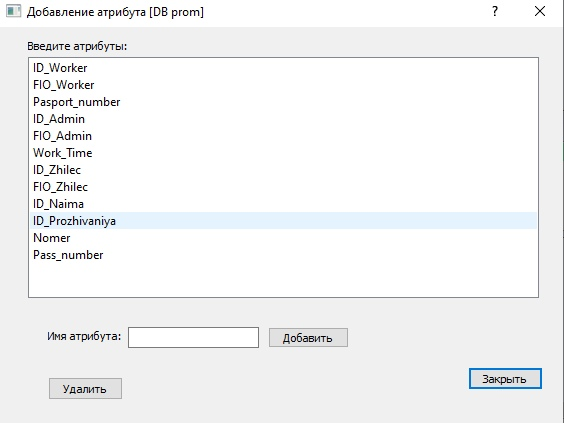 Добавление атрибута [DB prom]
?
Введите атрибуты:
ID_Worker
FIO_Worker
Pasport_number
ID_Admin
FIO_Admin
Work_Time
ID_Zhilec
FIO_Zhilec
ID_Naima
ID_Prozhivaniya
Nomer
Pass_number
Имя атрибута:
Добавить
Закрыть
Удалить